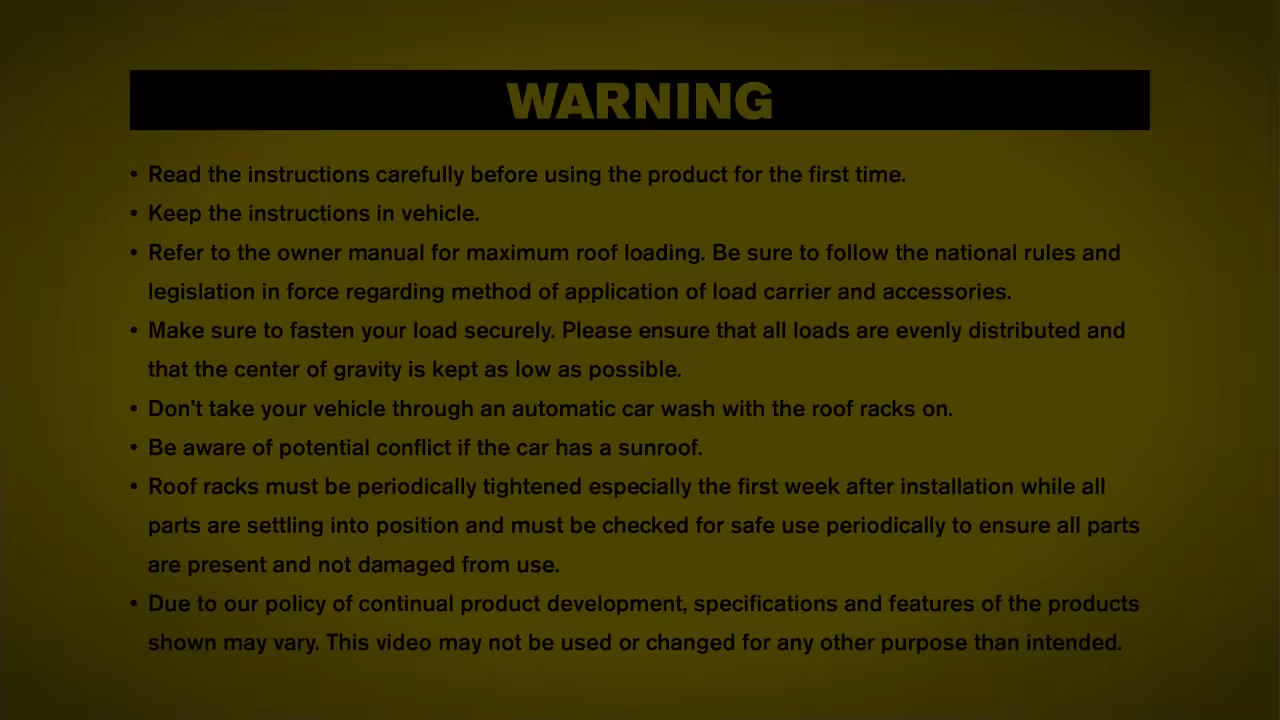 WARNING
• Read the instructions carefully before using the product for the first time.
• Keep the instructions in vehicle.
• Refer to the owner manual for maximum roof loading. Be sure to follow the national rules and
legislation in force regarding method of application of load carrier and accessories.
• Make sure to fasten your load securely. Please ensure that all loads are evenly distributed and
that the center of gravity is kept as low as possible.
• Don’t take your vehicle through an automatic car wash with the roof racks on.
• Be aware of potential conflict if the car has a sunroof.
• Roof racks must be periodically tightened especially the first week after installation while all
parts are settling into position and must be checked for safe use periodically to ensure all parts
are present and not damaged from use.
• Due to our policy of continual product development, specifications and features of the products
shown may vary. This video may not be used or changed for any other purpose than intended.